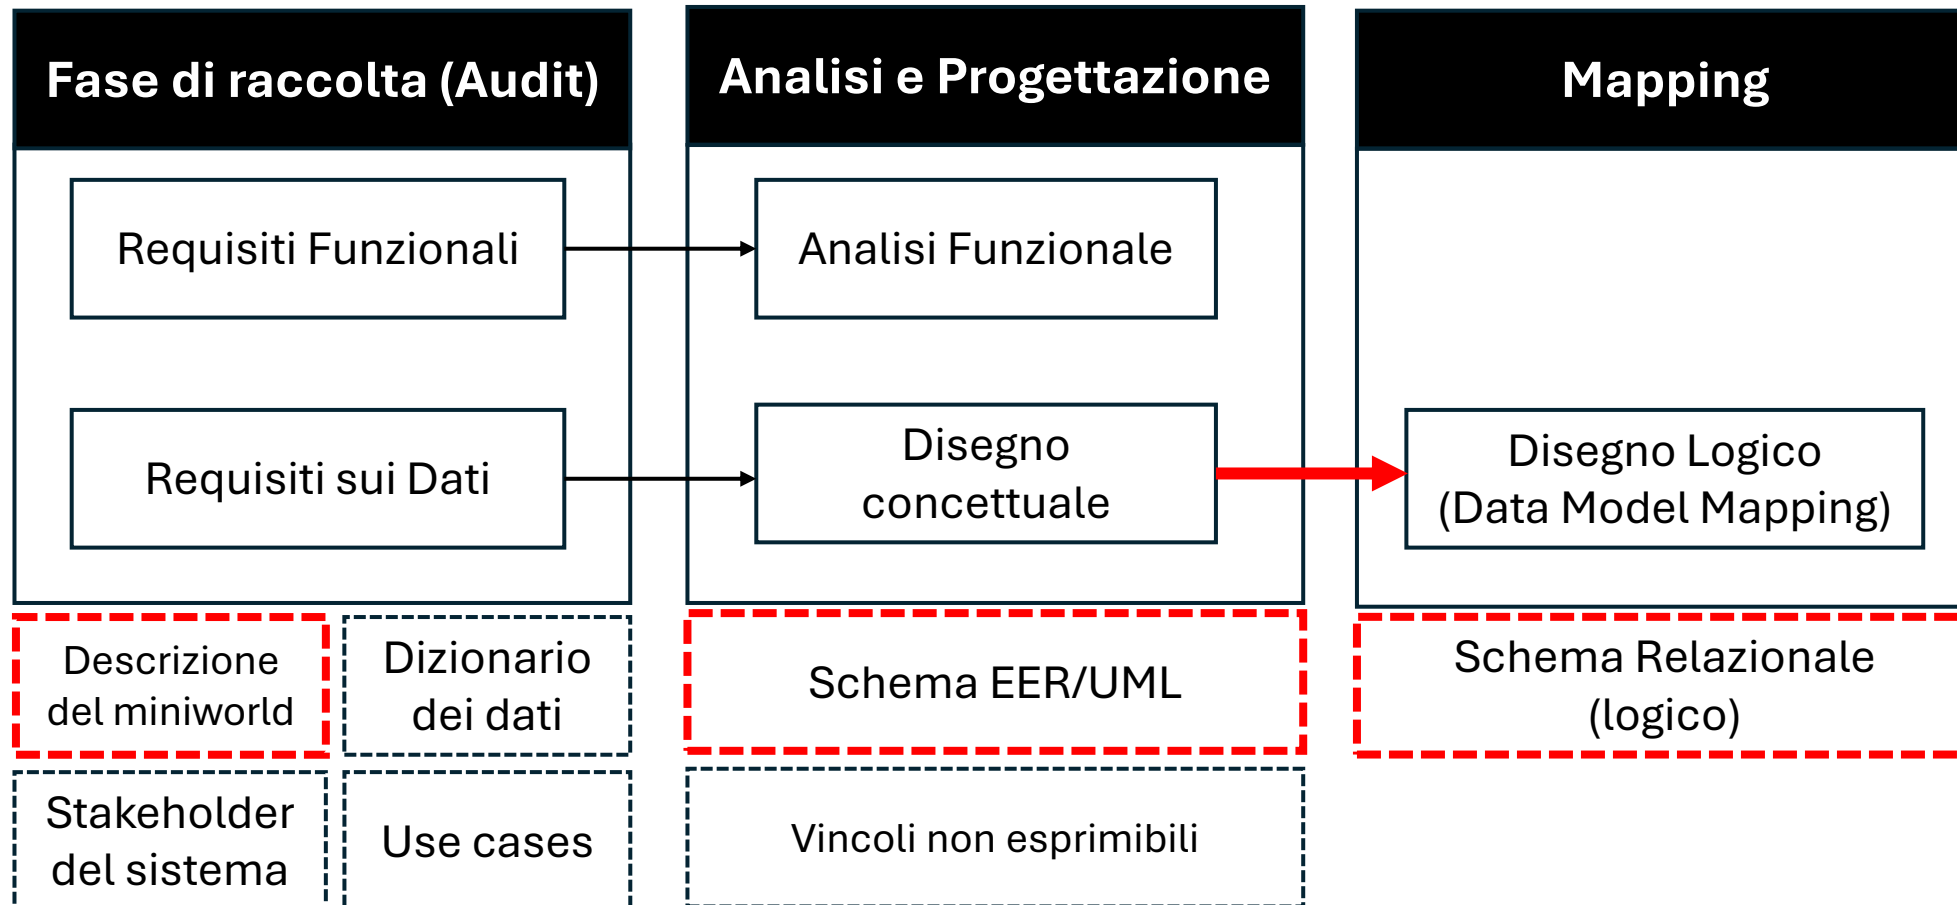 Fase di raccolta (Audit)
Requisiti Funzionali
Requisiti sui Dati
Descrizione
del miniworld
Dizionario
dei dati
Stakeholder
del sistema
Use cases
Analisi e Progettazione
Analisi Funzionale
Disegno
concettuale
Schema EER/UML
Vincoli non esprimibili
Mapping
Disegno Logico
(Data Model Mapping)
Schema Relazionale
(logico)